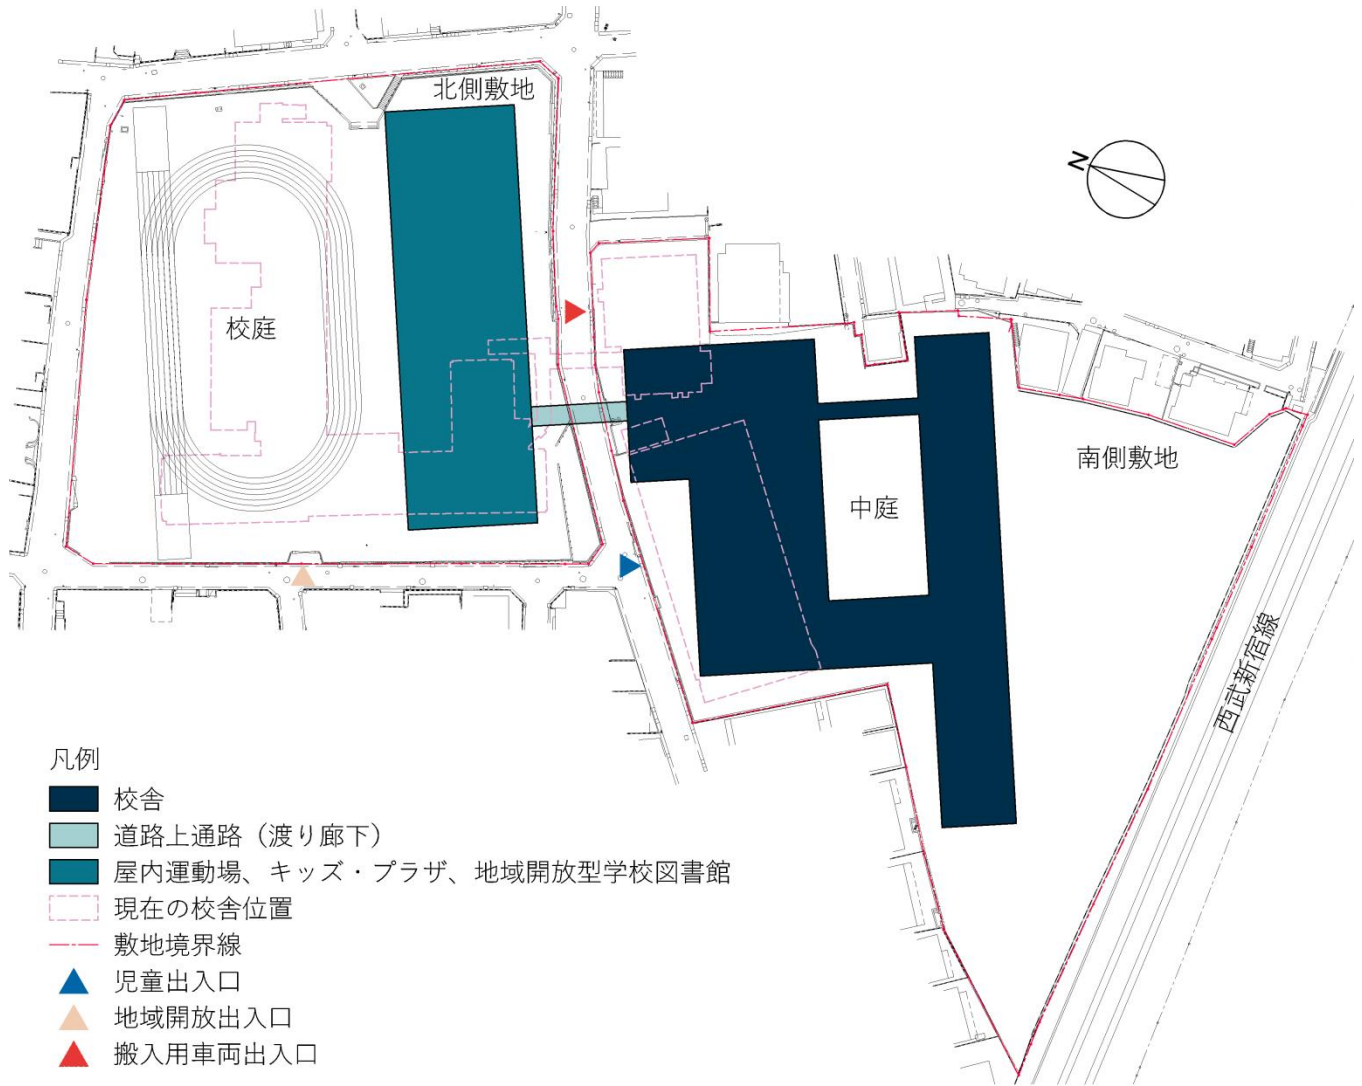 北側敷地
N
校庭
南側敷地
中庭
西武新宿線
凡例
校舎
道路上通路（渡り廊下）
屋内運動場、キッズ・プラザ、地域開放型学校図書館
現在の校舎位置
敷地境界線
児童出入口
地域開放出入口
搬入用車両出入口